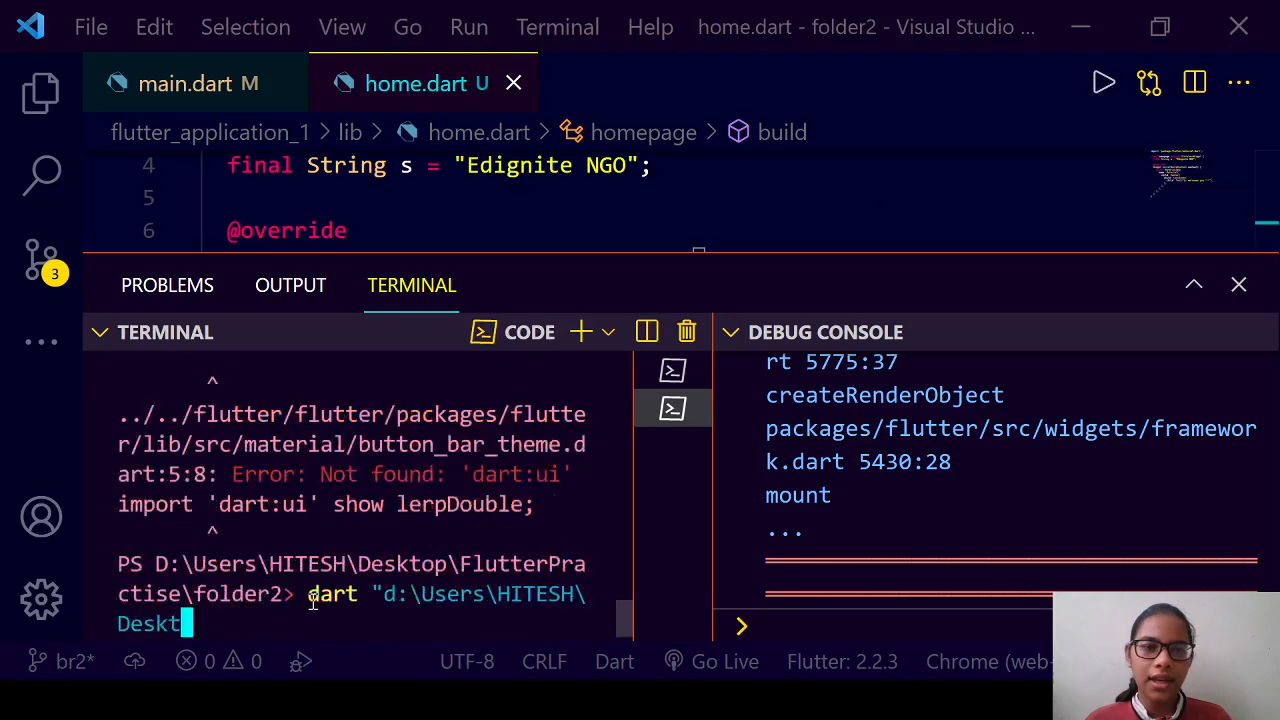 File Edit Selection View Go Run Terminal Help home.dart - folder2 - Visual Studio ...
main.dart M home.dart U
flutter_application_1 > lib > home.dart > homepage > build
4 final String s = "Edignite NGO";
5
6 @override
PROBLEMS OUTPUT TERMINAL
TERMINAL CODE
^
../../flutter/flutter/packages/flutte
r/lib/src/material/button_bar_theme.d
art:5:8: Error: Not found: 'dart:ui'
import 'dart:ui' show lerpDouble;
^
PS D:\Users\HITESH\Desktop\FlutterPra
ctise\folder2> dart "d:\Users\HITESH\
Deskt
DEBUG CONSOLE
rt 5775:37
createRenderObject
packages/flutter/src/widgets/framewor
k.dart 5430:28
mount
...
>
3
br2* 0 0 UTF-8 CRLF Dart Go Live Flutter: 2.2.3 Chrome (web-